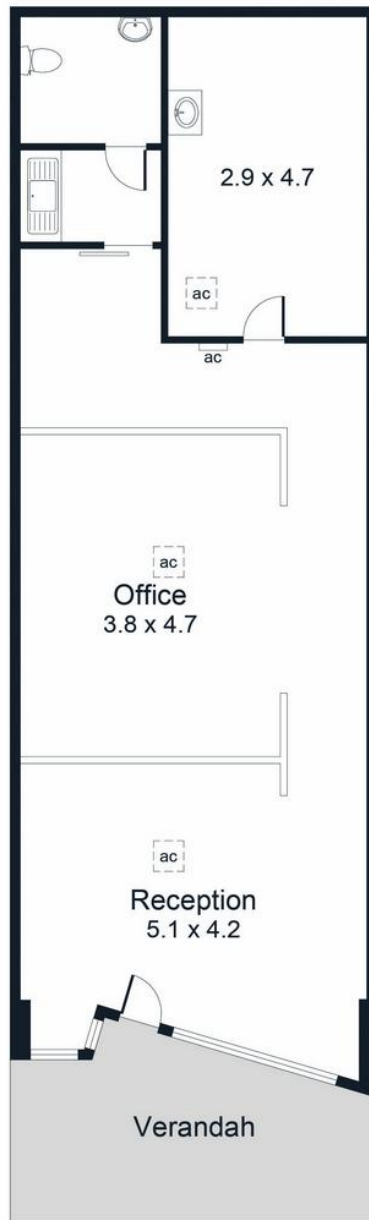 2.9 x 4.7
ac
ac
ac
Office
3.8 x 4.7
ac
Reception
5.1 x 4.2
Verandah